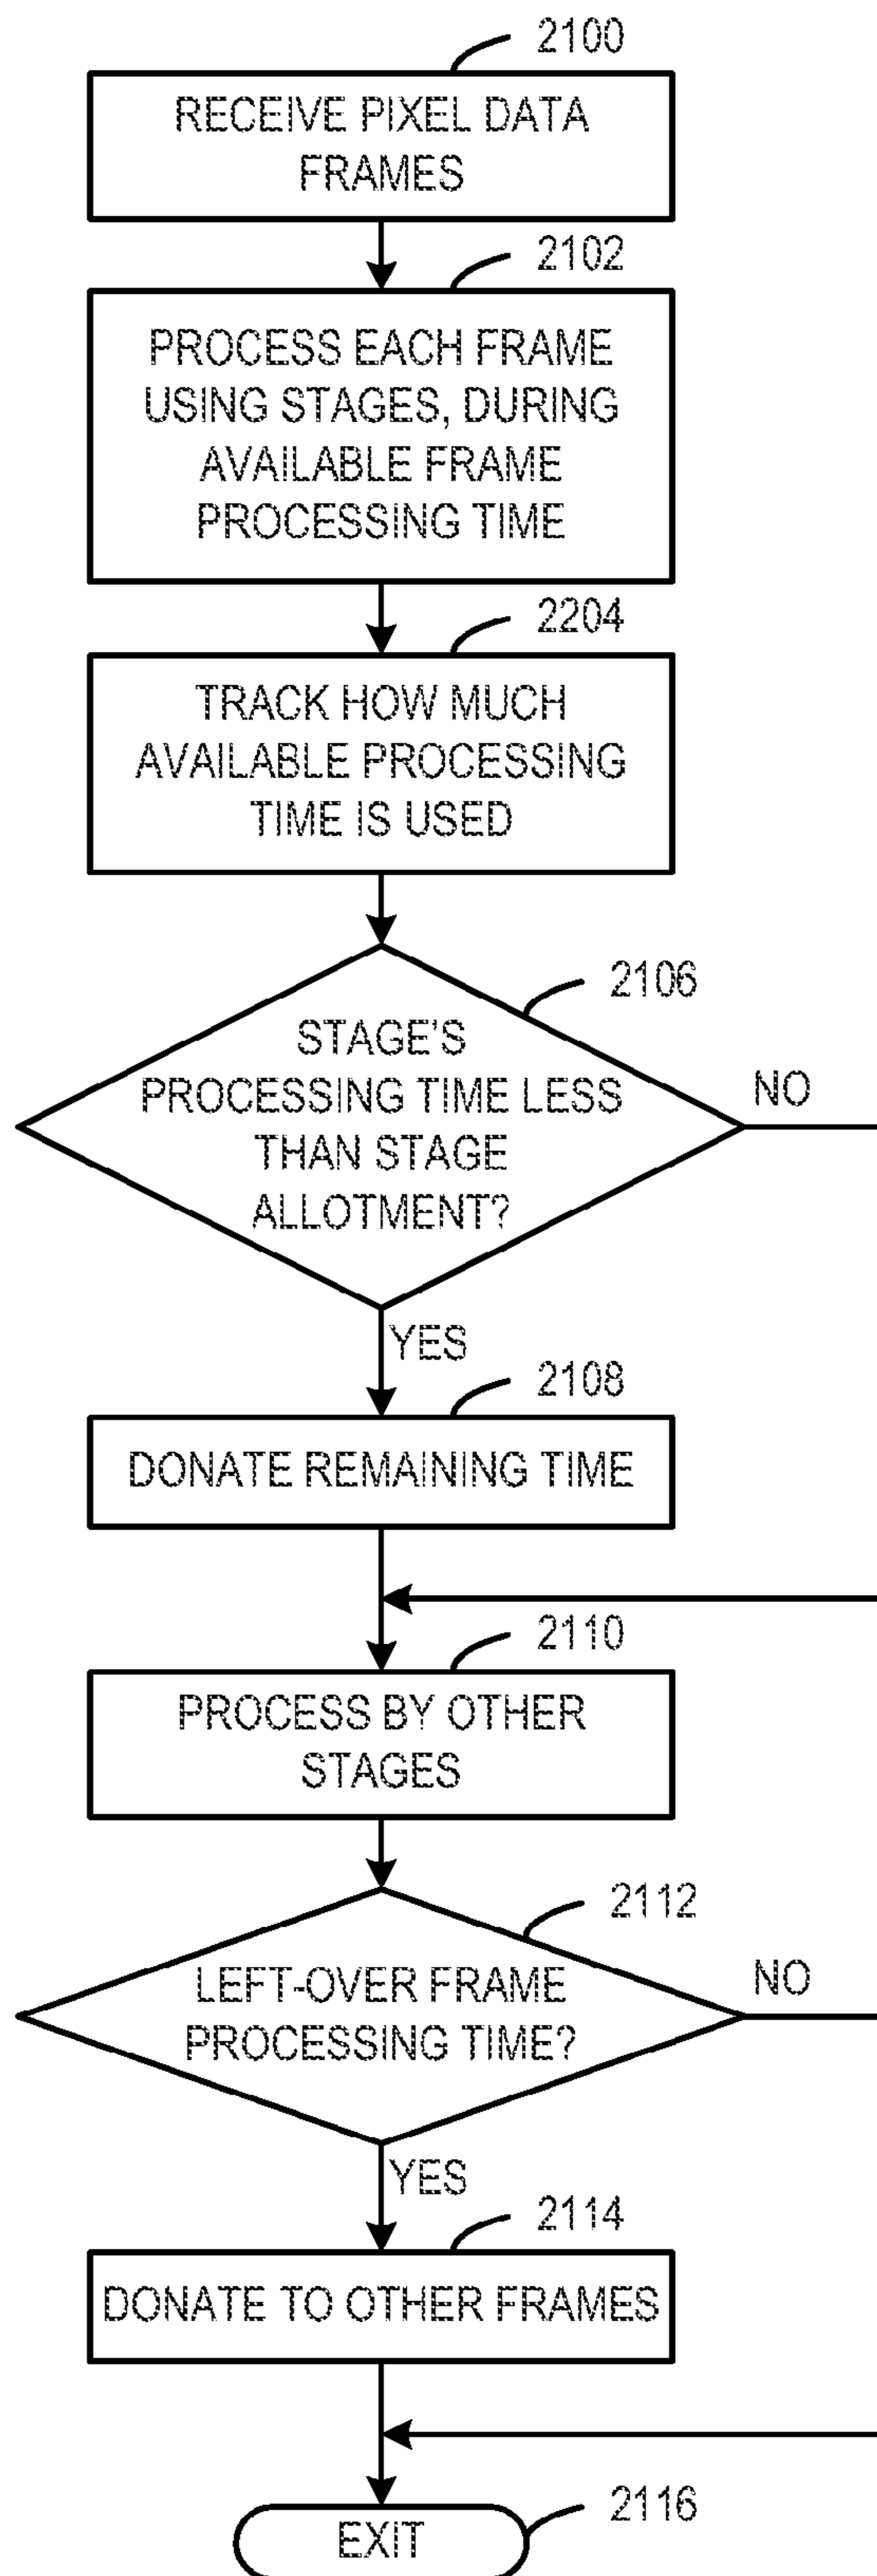 2100
RECEIVE PIXEL DATA
FRAMES
2102
PROCESS EACH FRAME
USING STAGES, DURING
AVAILABLE FRAME
PROCESSING TIME
2204
TRACK HOW MUCH
AVAILABLE PROCESSING
TIME IS USED
2106
STAGE'S
PROCESSING TIME LESS
THAN STAGE
ALLOTMENT?
NO
YES
2108
DONATE REMAINING TIME
2110
PROCESS BY OTHER
STAGES
2112
LEFT-OVER FRAME
PROCESSING TIME?
NO
YES
2114
DONATE TO OTHER FRAMES
2116
EXIT